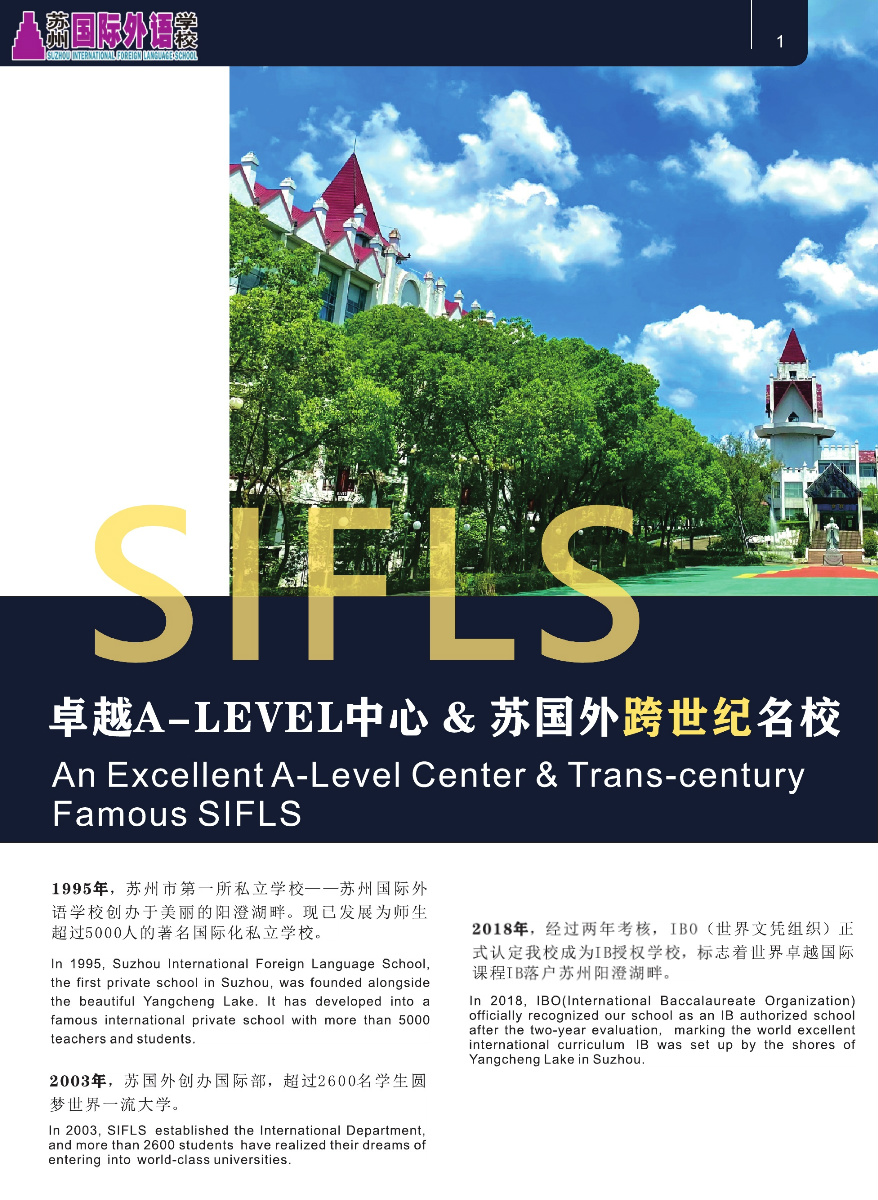 苏州国际外语学校
SUZHOU INTERNATIONAL FOREIGN LANGUAGE SCHOOL
1
SIFLS
卓越A-LEVEL中心 & 苏国外跨世纪名校
An Excellent A-Level Center & Trans-century
Famous SIFLS
1995年，苏州市第一所私立学校——苏州国际外
语学校创办于美丽的阳澄湖畔。现已发展为师生
超过5000人的著名国际化私立学校。
In 1995, Suzhou International Foreign Language School,
the first private school in Suzhou, was founded alongside
the beautiful Yangcheng Lake. It has developed into a
famous international private school with more than 5000
teachers and students.
2003年，苏国外创办国际部，超过2600名学生圆
梦世界一流大学。
In 2003, SIFLS established the International Department,
and more than 2600 students have realized their dreams of
entering into world-class universities.
2018年，经过两年考核，IBO（世界文凭组织）正
式认定我校成为IB授权学校，标志着世界卓越国际
课程IB落户苏州阳澄湖畔。
In 2018, IBO(International Baccalaureate Organization)
officially recognized our school as an IB authorized school
after the two-year evaluation, marking the world excellent
international curriculum IB was set up by the shores of
Yangcheng Lake in Suzhou.